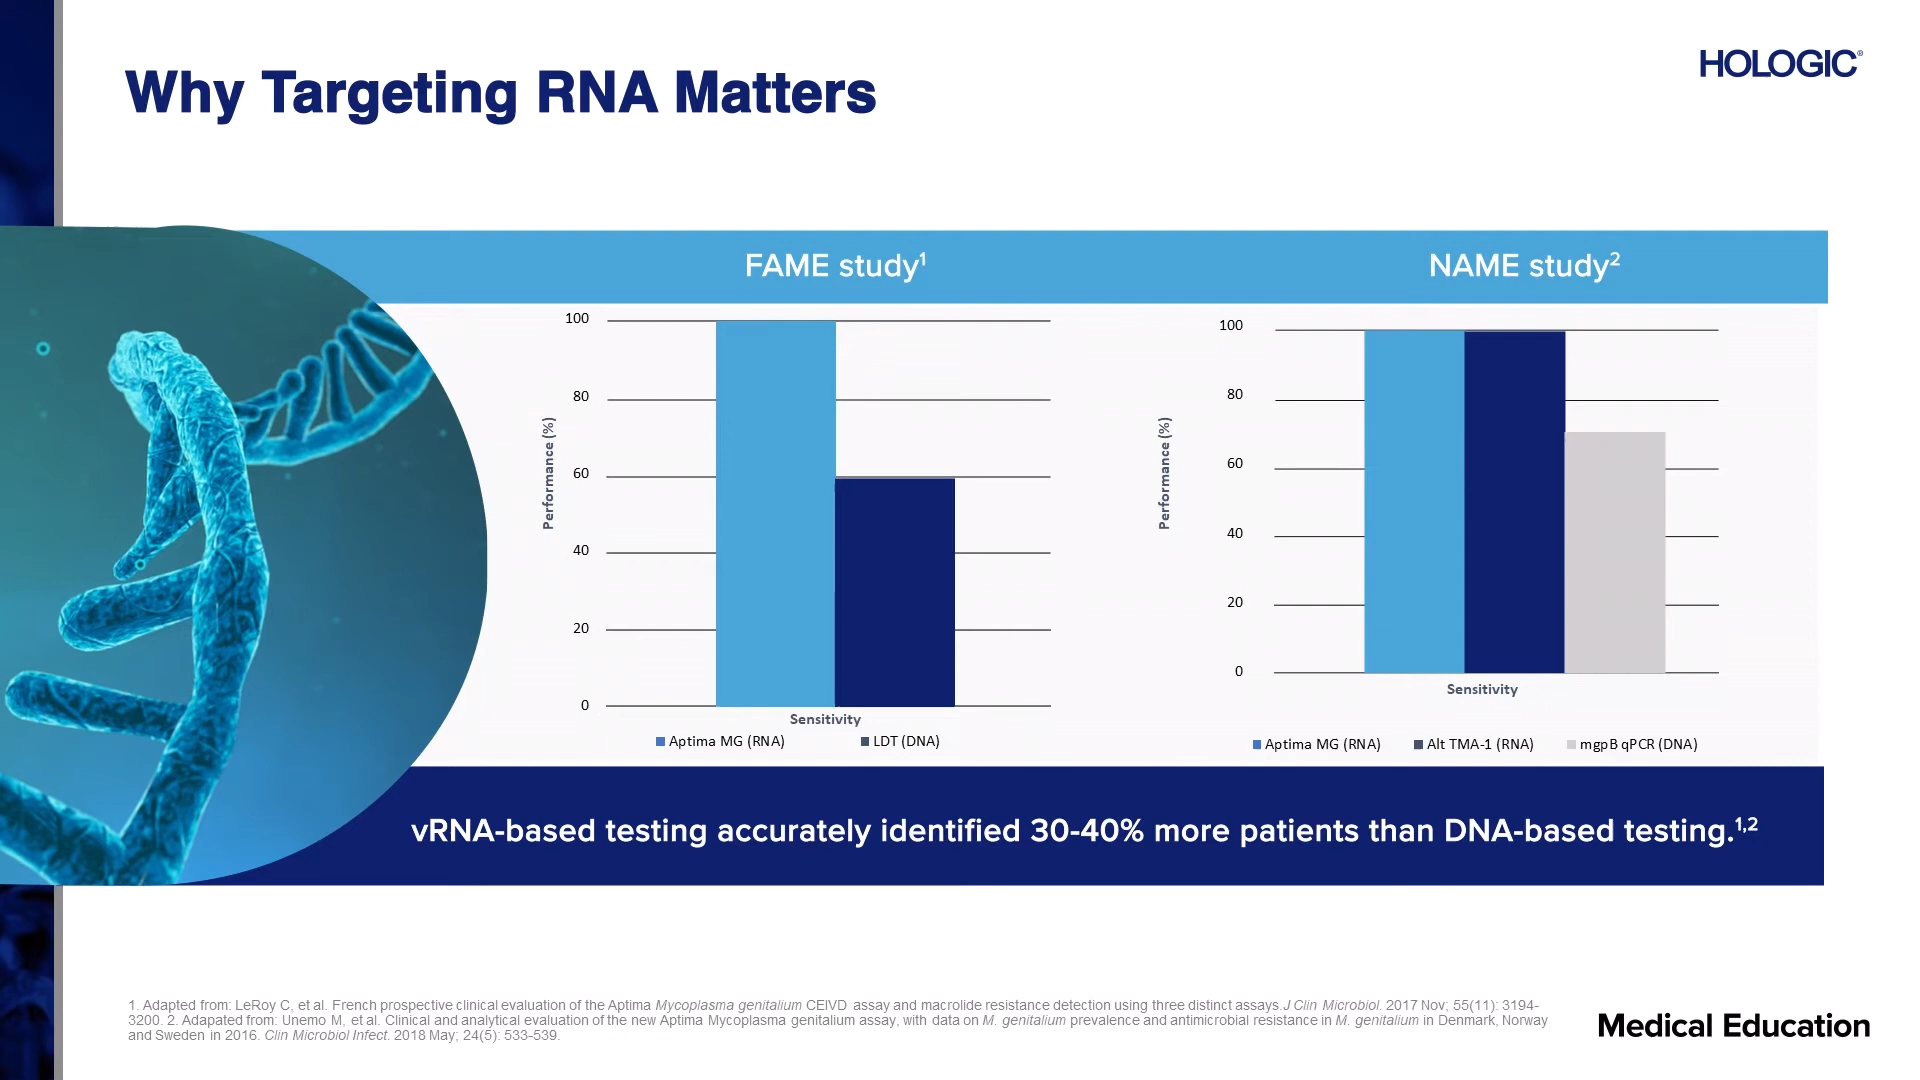 Why Targeting RNA Matters
HOLOGIC®
FAME study¹
NAME study²
100
80
60
40
20
0
Performance (%)
Sensitivity
Aptima MG (RNA)
LDT (DNA)
100
80
60
40
20
0
Performance (%)
Sensitivity
Aptima MG (RNA)
Alt TMA-1 (RNA)
mgpB qPCR (DNA)
vRNA-based testing accurately identified 30-40% more patients than DNA-based testing.¹,²
1. Adapted from: LeRoy C, et al. French prospective clinical evaluation of the Aptima Mycoplasma genitalium CEIVD assay and macrolide resistance detection using three distinct assays. J Clin Microbiol. 2017 Nov; 55(11): 3194-
3200. 2. Adapated from: Unemo M, et al. Clinical and analytical evaluation of the new Aptima Mycoplasma genitalium assay, with data on M. genitalium prevalence and antimicrobial resistance in M. genitalium in Denmark, Norway
and Sweden in 2016. Clin Microbiol Infect. 2018 May; 24(5): 533-539.
Medical Education